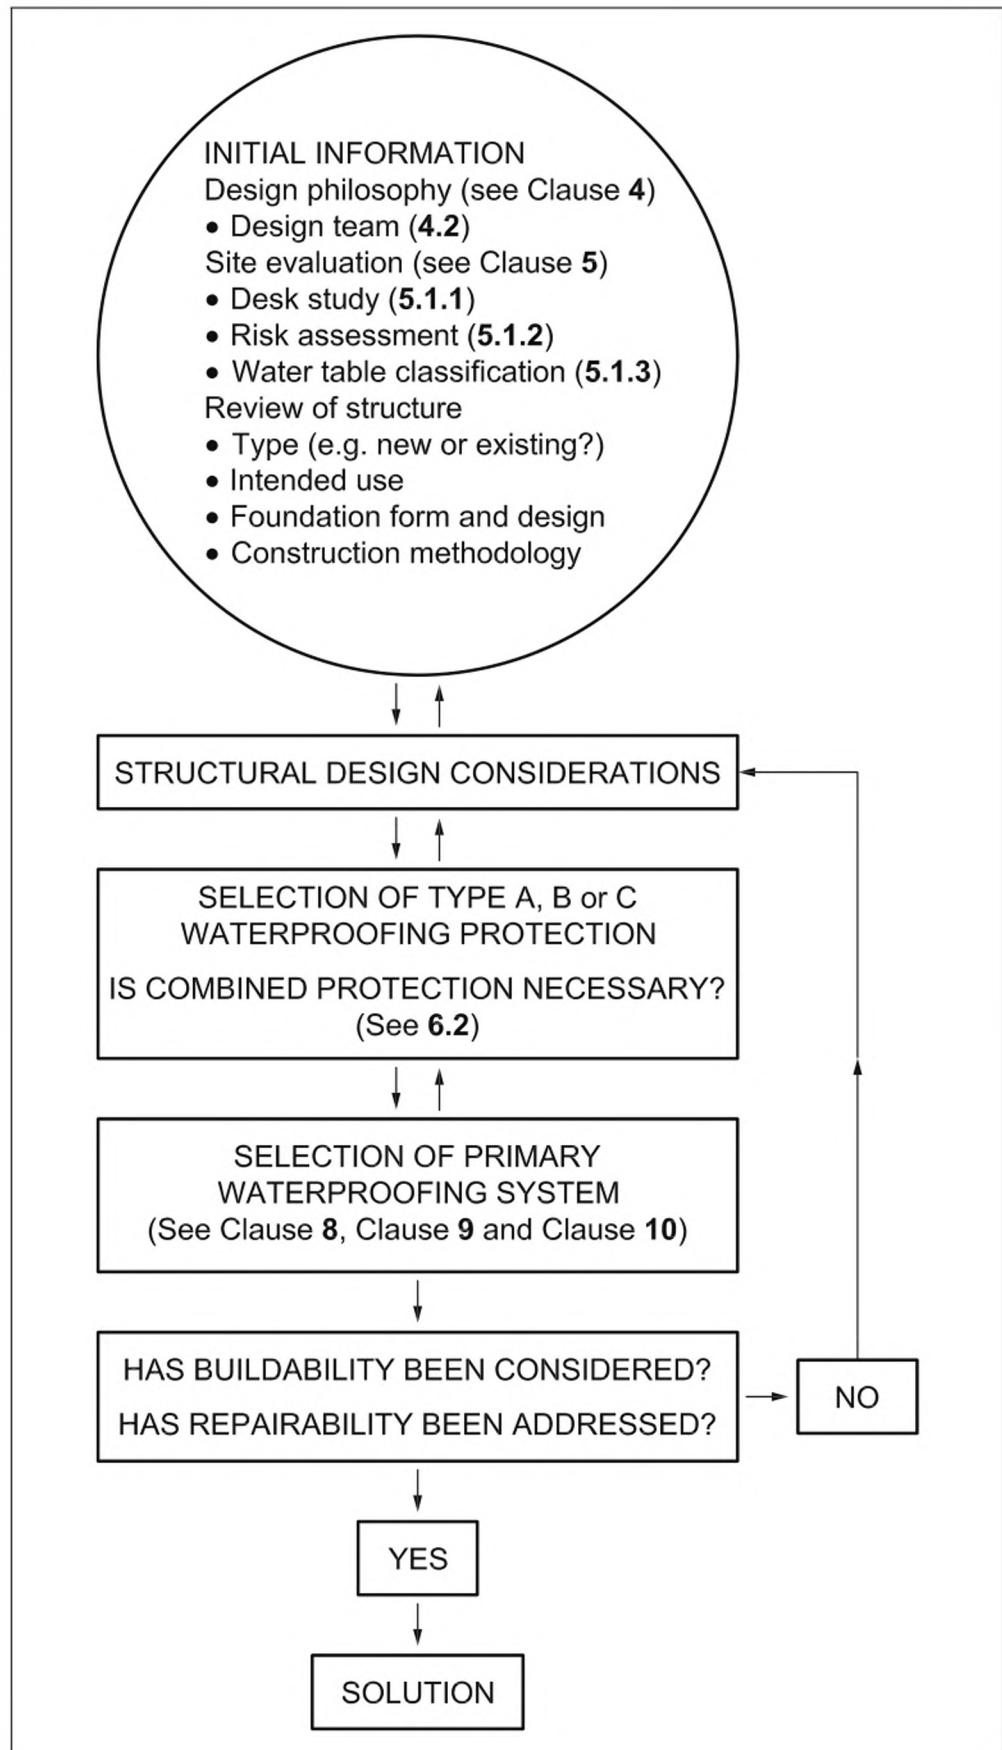 INITIAL INFORMATION
Design philosophy (see Clause 4)
• Design team (4.2)
Site evaluation (see Clause 5)
• Desk study (5.1.1)
• Risk assessment (5.1.2)
• Water table classification (5.1.3)
Review of structure
• Type (e.g. new or existing?)
• Intended use
• Foundation form and design
• Construction methodology
STRUCTURAL DESIGN CONSIDERATIONS
SELECTION OF TYPE A, B or C
WATERPROOFING PROTECTION
IS COMBINED PROTECTION NECESSARY?
(See 6.2)
SELECTION OF PRIMARY
WATERPROOFING SYSTEM
(See Clause 8, Clause 9 and Clause 10)
HAS BUILDABILITY BEEN CONSIDERED?
HAS REPAIRABILITY BEEN ADDRESSED?
NO
YES
SOLUTION